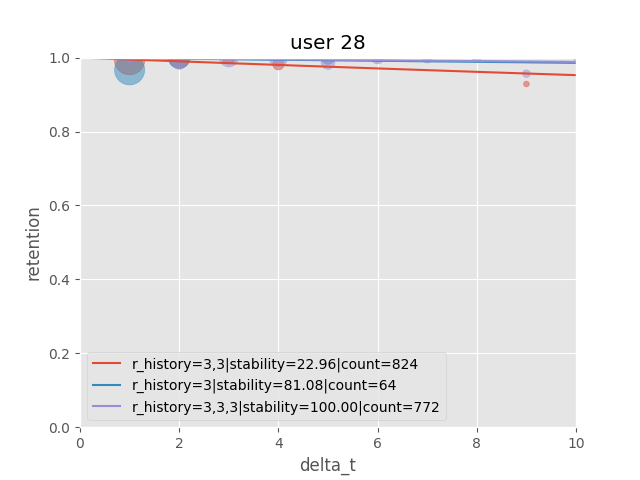 user 28
retention
1.0
0.8
0.6
0.4
0.2
0.0
r_history=3,3|stability=22.96|count=824
r_history=3|stability=81.08|count=64
r_history=3,3,3|stability=100.00|count=772
0 2 4 6 8 10
delta_t